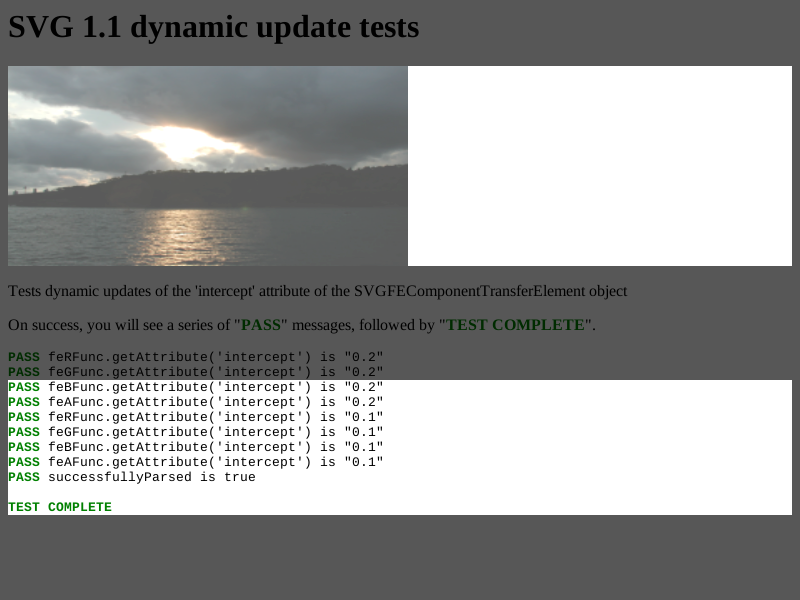 SVG 1.1 dynamic update tests
Tests dynamic updates of the 'intercept' attribute of the SVGFEComponentTransferElement object
On success, you will see a series of "PASS" messages, followed by "TEST COMPLETE".
PASS feRFunc.getAttribute('intercept') is "0.2"
PASS feGFunc.getAttribute('intercept') is "0.2"
PASS feBFunc.getAttribute('intercept') is "0.2"
PASS feAFunc.getAttribute('intercept') is "0.2"
PASS feRFunc.getAttribute('intercept') is "0.1"
PASS feGFunc.getAttribute('intercept') is "0.1"
PASS feBFunc.getAttribute('intercept') is "0.1"
PASS feAFunc.getAttribute('intercept') is "0.1"
PASS successfullyParsed is true
TEST COMPLETE